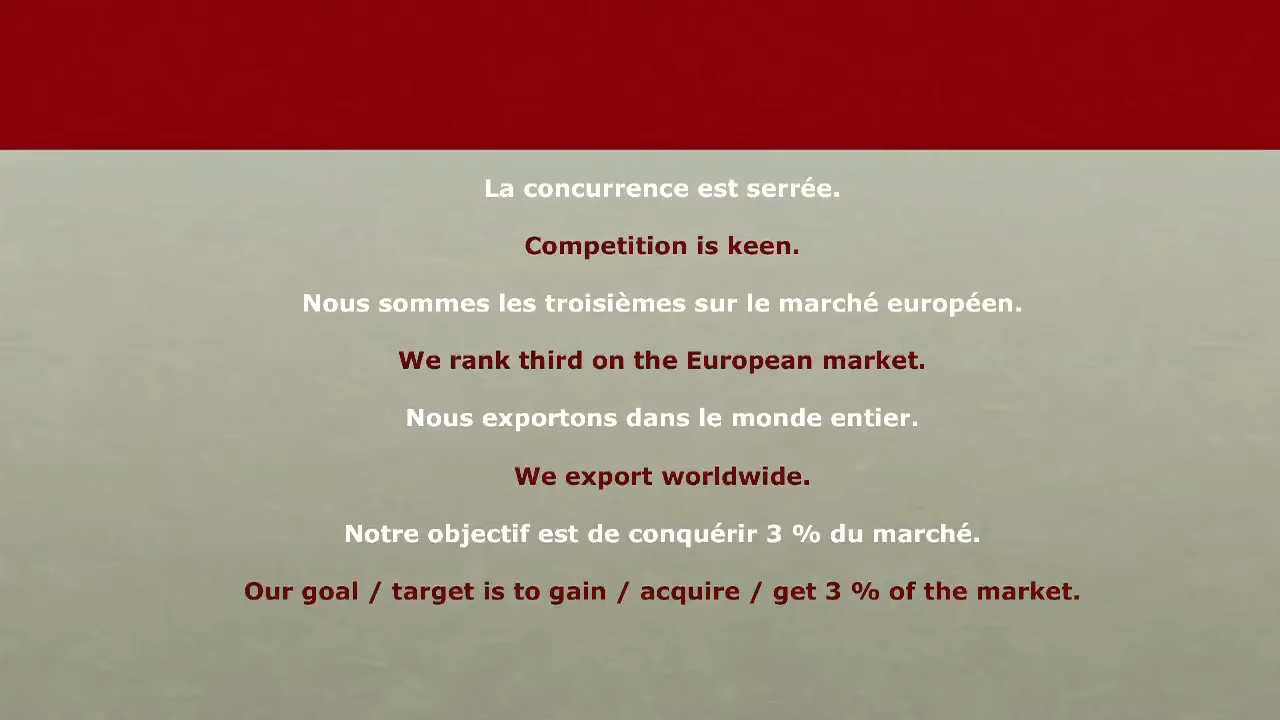 La concurrence est serrée.
Competition is keen.
Nous sommes les troisièmes sur le marché européen.
We rank third on the European market.
Nous exportons dans le monde entier.
We export worldwide.
Notre objectif est de conquérir 3 % du marché.
Our goal / target is to gain / acquire / get 3 % of the market.